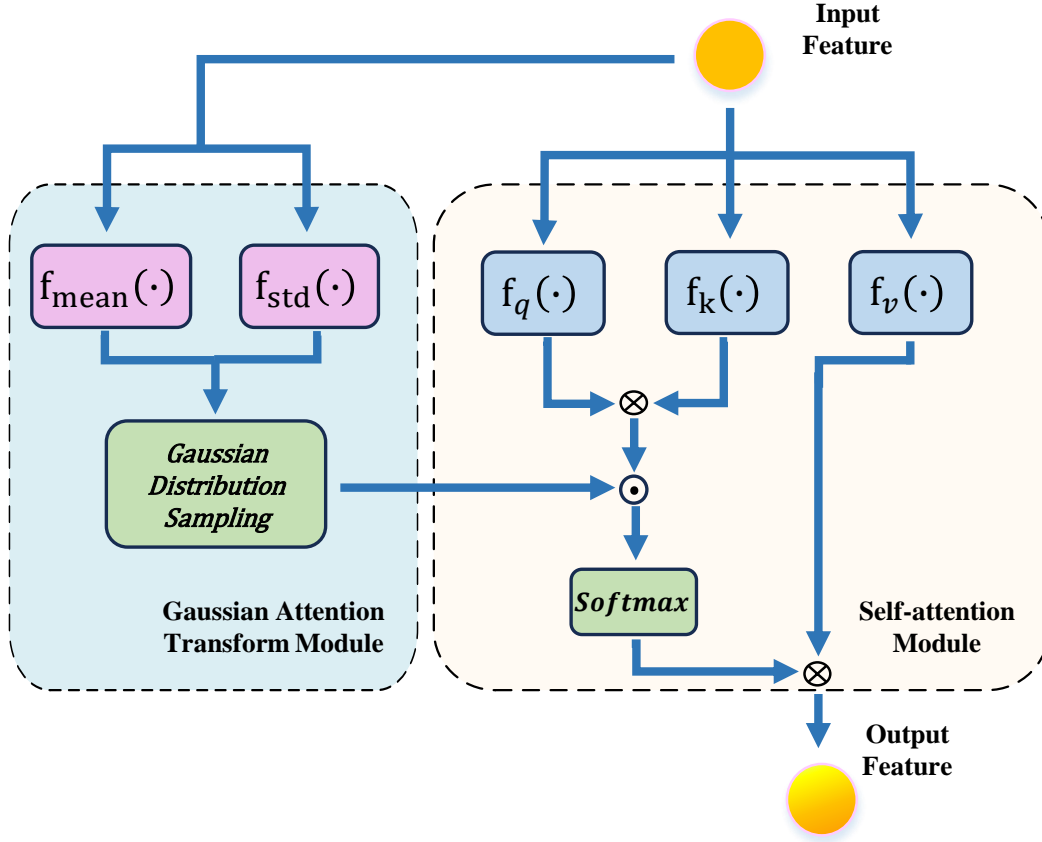 Input
Feature
f_mean(·)
f_std(·)
f_q(·)
f_k(·)
f_v(·)
⊗
Gaussian
Distribution
Sampling
⊙
Softmax
Gaussian Attention
Transform Module
Self-attention
Module
⊗
Output
Feature